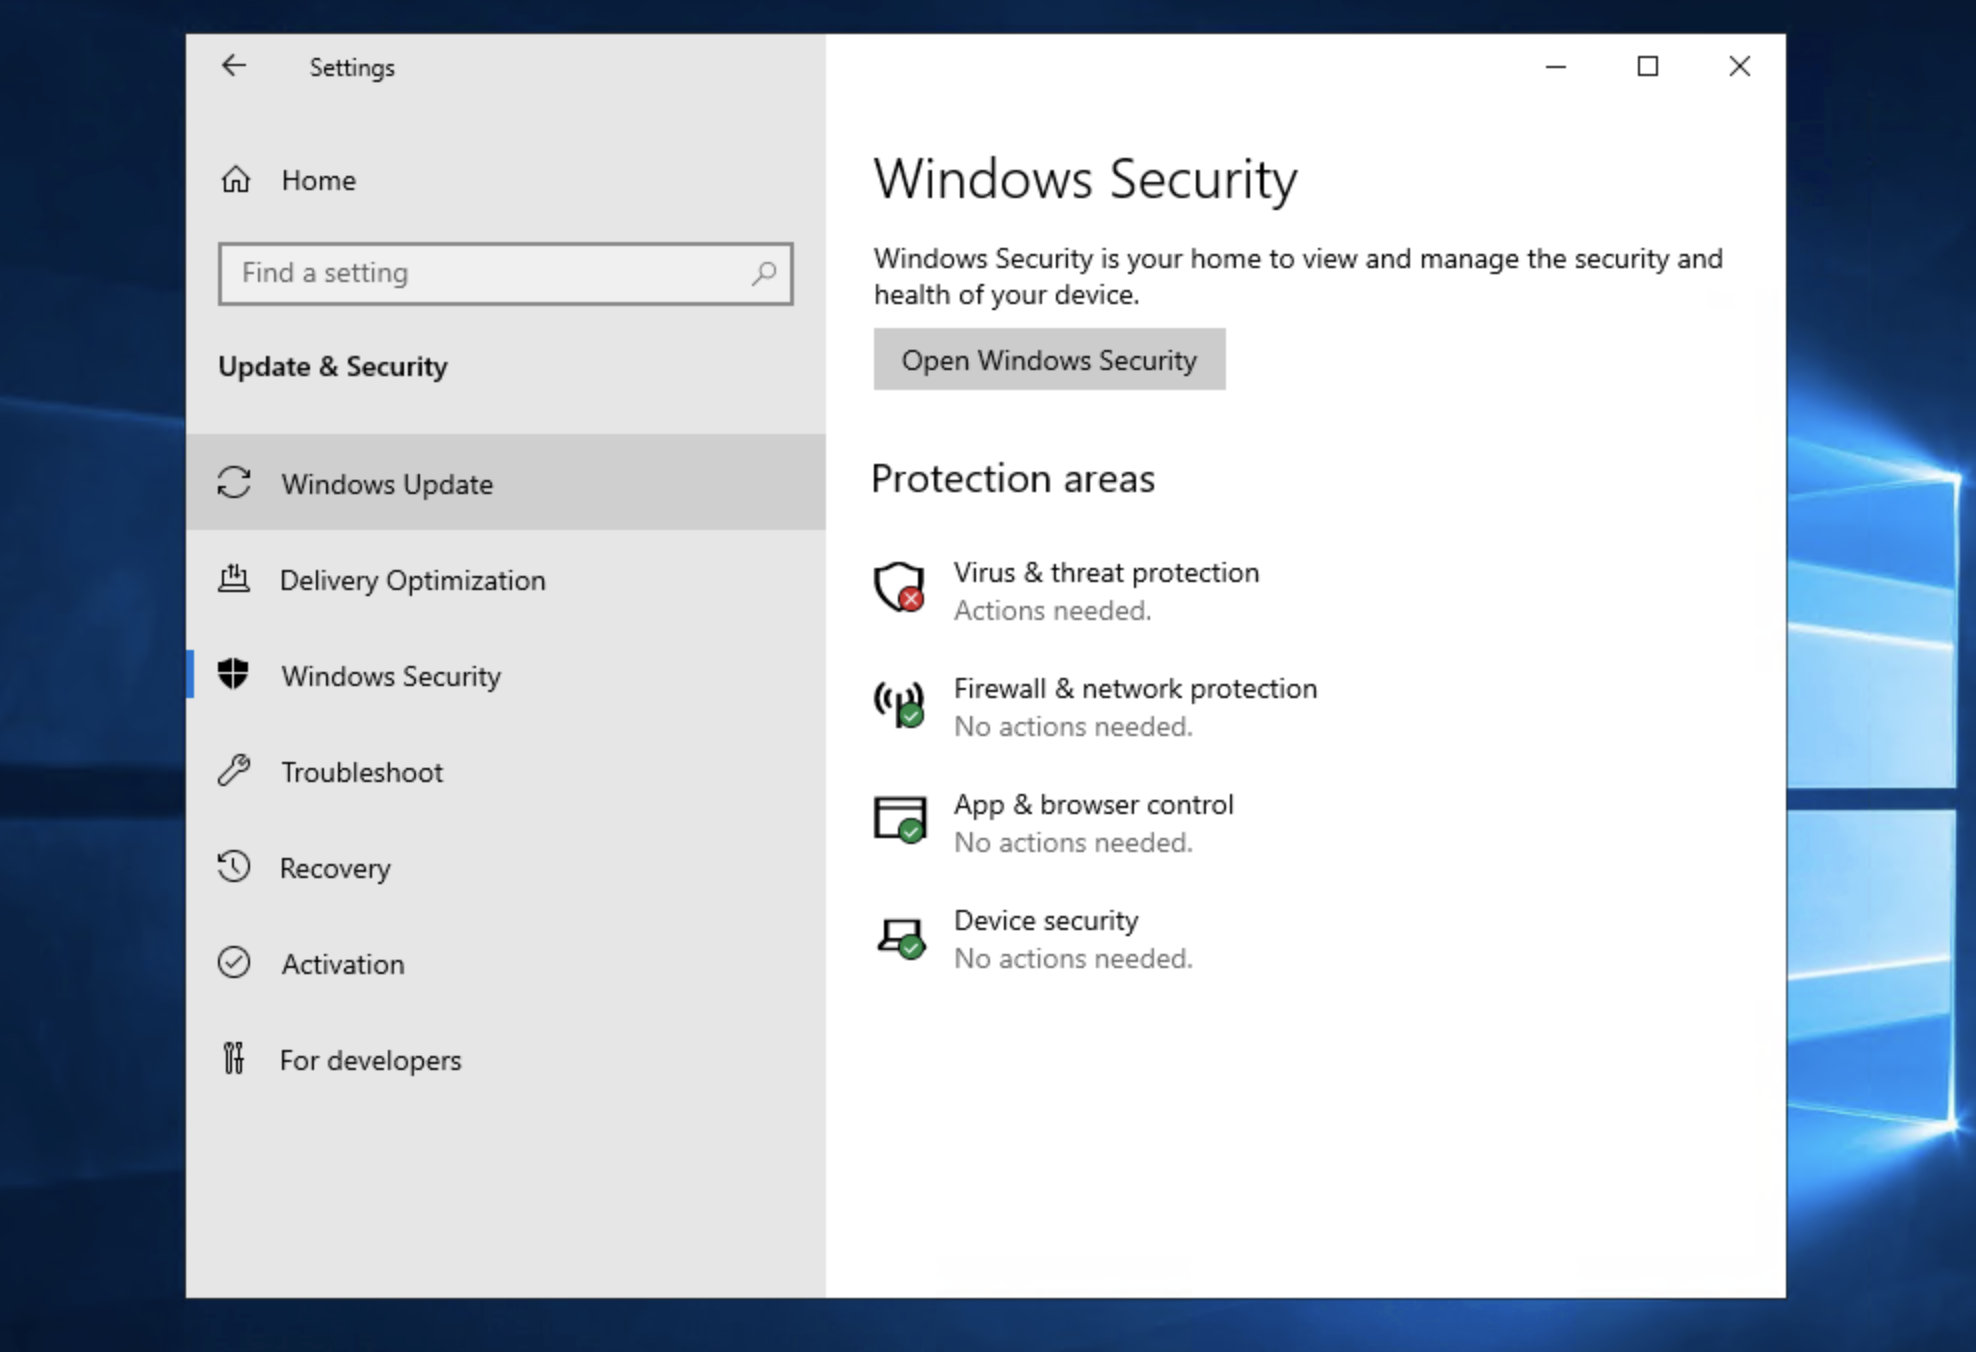 Settings
Home
Find a setting
Update & Security
Windows Update
Delivery Optimization
Windows Security
Troubleshoot
Recovery
Activation
For developers
Windows Security
Windows Security is your home to view and manage the security and
health of your device.
Open Windows Security
Protection areas
Virus & threat protection
Actions needed.
Firewall & network protection
No actions needed.
App & browser control
No actions needed.
Device security
No actions needed.